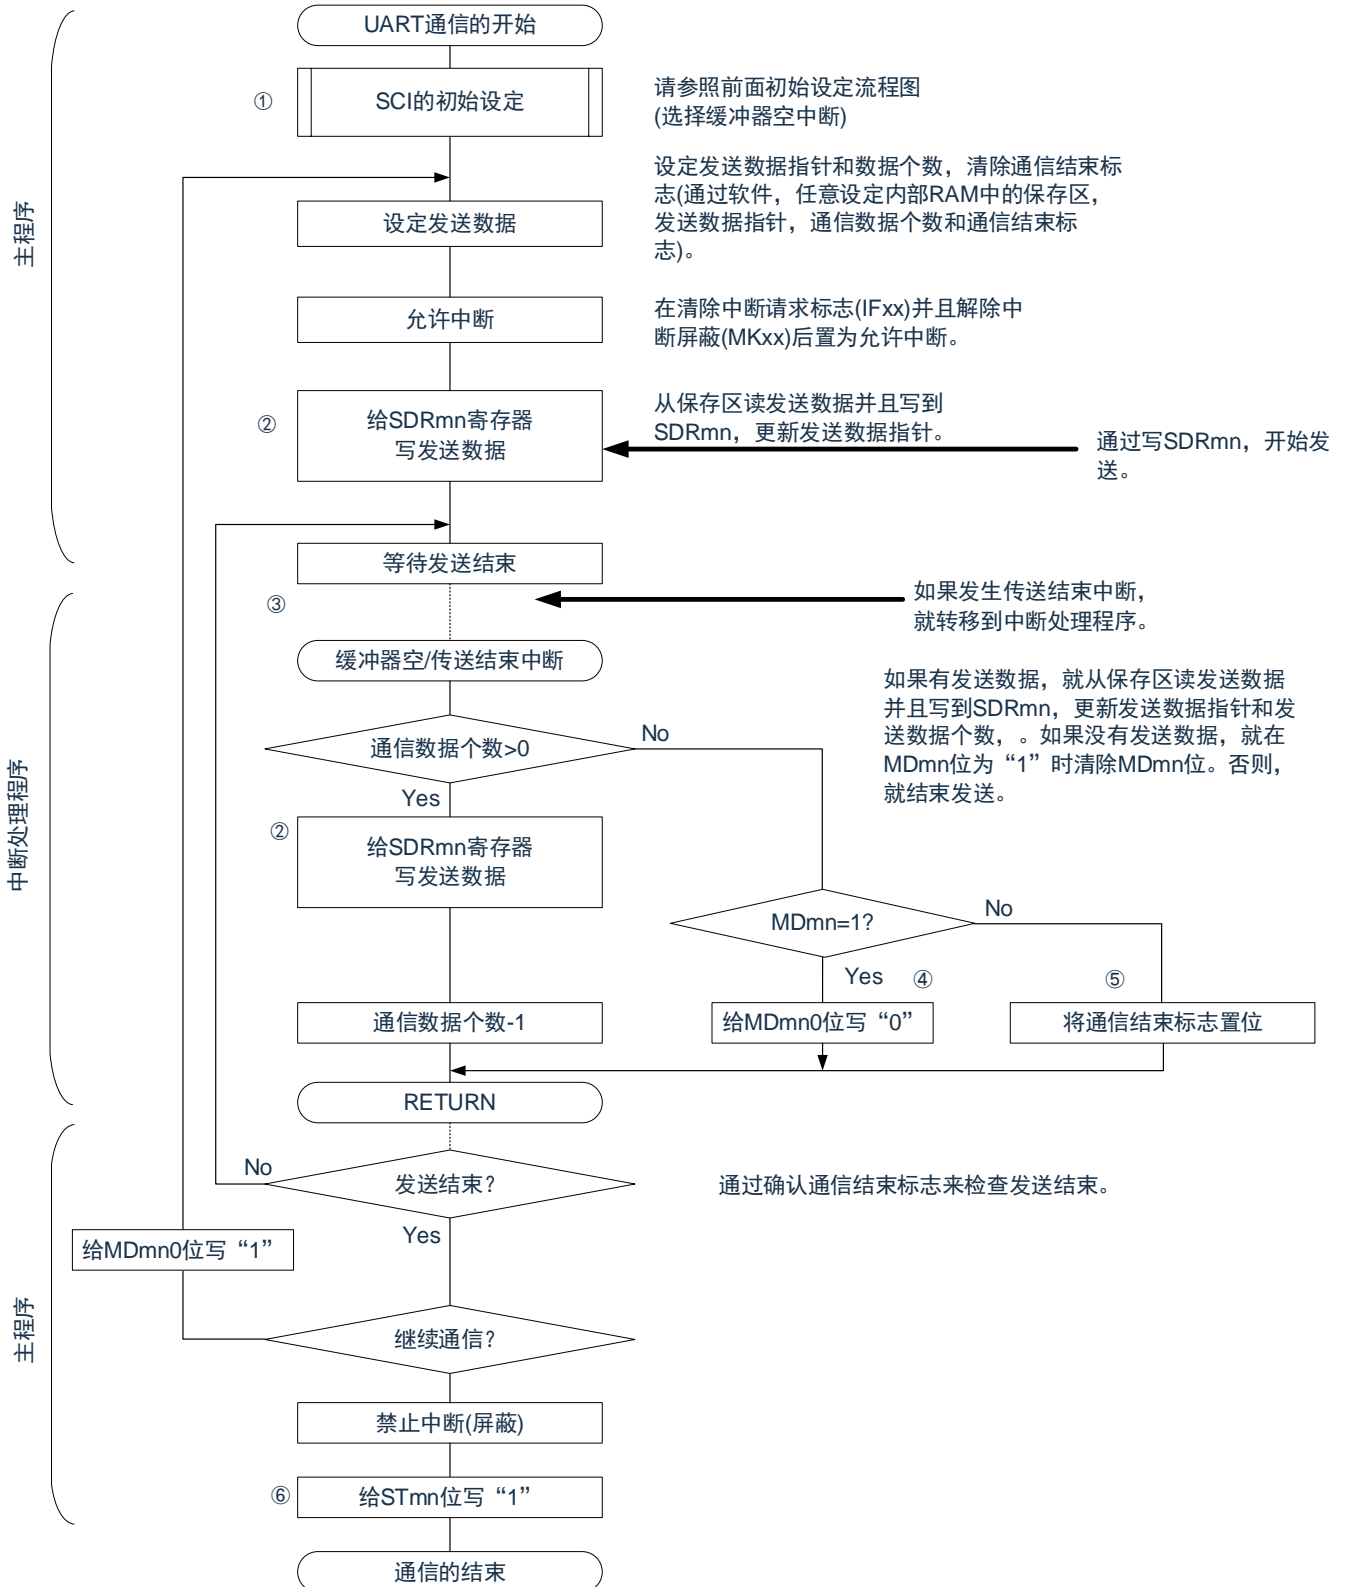 UART通信的开始
①
SCI的初始设定
请参照前面初始设定流程图
(选择缓冲器空中断)
主程序
设定发送数据
设定发送数据指针和数据个数，清除通信结束标
志(通过软件，任意设定内部RAM中的保存区，
发送数据指针，通信数据个数和通信结束标
志)。
允许中断
在清除中断请求标志(IFxx)并且解除中
断屏蔽(MKxx)后置为允许中断。
②
给SDRmn寄存器
写发送数据
从保存区读发送数据并且写到
SDRmn，更新发送数据指针。
通过写SDRmn，开始发
送。
等待发送结束
③
如果发生传送结束中断，
就转移到中断处理程序。
中断处理程序
缓冲器空/传送结束中断
如果有发送数据，就从保存区读发送数据
并且写到SDRmn，更新发送数据指针和发
送数据个数，。如果没有发送数据，就在
MDmn位为“1”时清除MDmn位。否则，
就结束发送。
通信数据个数>0
No
Yes
②
给SDRmn寄存器
写发送数据
MDmn=1?
No
Yes
④
⑤
通信数据个数-1
给MDmn0位写“0”
将通信结束标志置位
RETURN
主程序
No
发送结束?
通过确认通信结束标志来检查发送结束。
Yes
给MDmn0位写“1”
继续通信?
禁止中断(屏蔽)
⑥
给STmn位写“1”
通信的结束